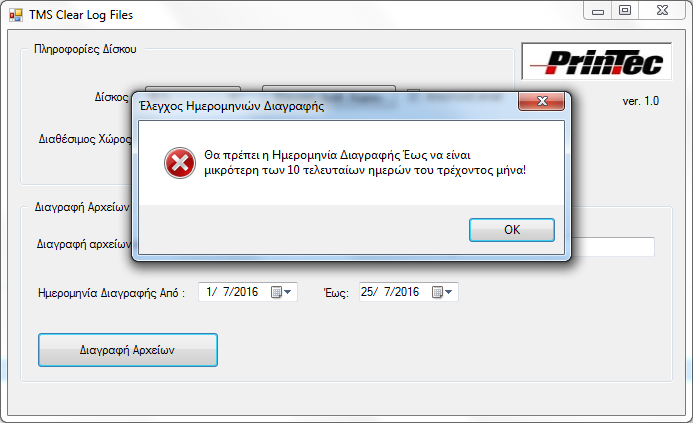 TMS Clear Log Files
Πληροφορίες Δίσκου
PrinTec
Δίσκος
ver. 1.0
Έλεγχος Ημερομηνιών Διαγραφής
Διαθέσιμος Χώρος
Θα πρέπει η Ημερομηνία Διαγραφής Έως να είναι
μικρότερη των 10 τελευταίων ημερών του τρέχοντος μήνα!
OK
Διαγραφή Αρχείων
Διαγραφή αρχείων
Ημερομηνία Διαγραφής Από : 1/ 7/2016 Έως: 25/ 7/2016
Διαγραφή Αρχείων